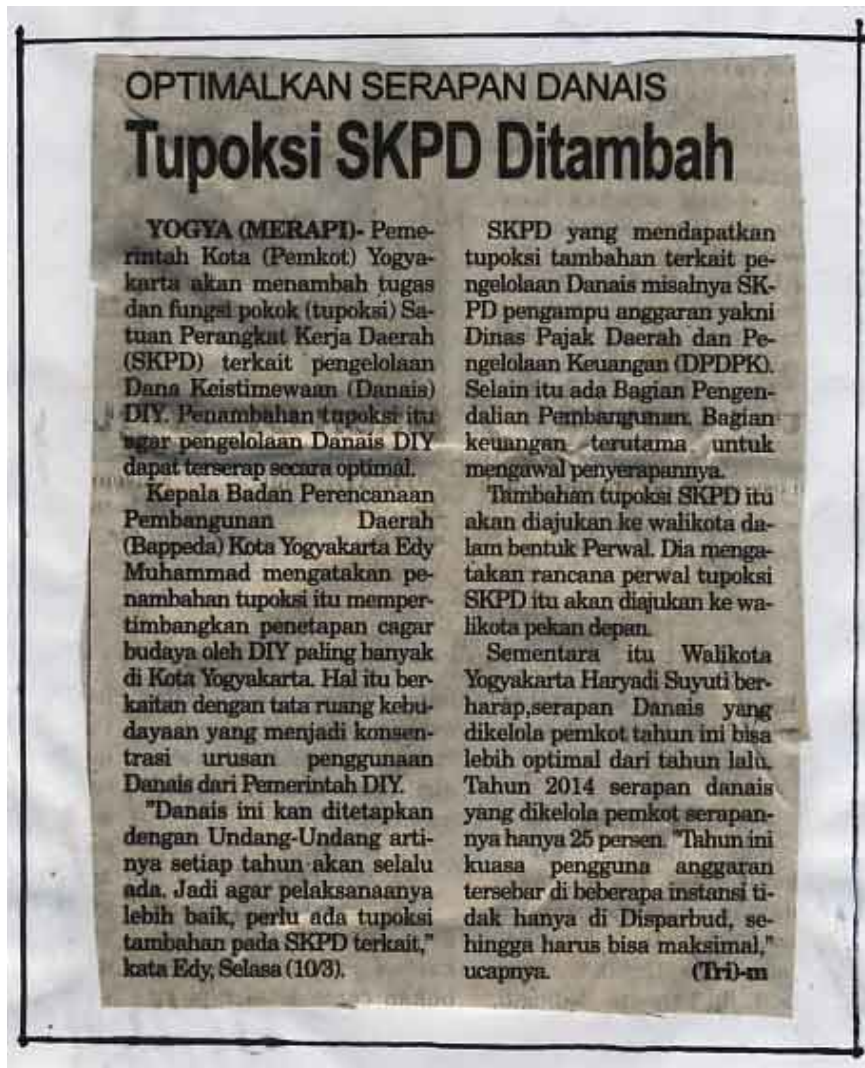 OPTIMALKAN SERAPAN DANAIS
Tupoksi SKPD Ditambah
YOGYA (MERAPI)- Peme-
rintah Kota (Pemkot) Yogya-
karta akan menambah tugas
dan fungsi pokok (tupoksi) Sa-
tuan Perangkat Kerja Daerah
(SKPD) terkait pengelolaan
Dana Keistimewaan (Danais)
DIY. Penambahan tupoksi itu
agar pengelolaan Danais DIY
dapat terserap secara optimal.
Kepala Badan Perencanaan
Pembangunan Daerah
(Bappeda) Kota Yogyakarta Edy
Muhammad mengatakan pe-
nambahan tupoksi itu memper-
timbangkan penetapan cagar
budaya oleh DIY paling banyak
di Kota Yogyakarta. Hal itu ber-
kaitan dengan tata ruang kebu-
dayaan yang menjadi konsen-
trasi urusan penggunaan
Danais dari Pemerintah DIY.
"Danais ini kan ditetapkan
dengan Undang-Undang arti-
nya setiap tahun akan selalu
ada. Jadi agar pelaksanaanya
lebih baik, perlu ada tupoksi
tambahan pada SKPD terkait,"
kata Edy, Selasa (10/3).
SKPD yang mendapatkan
tupoksi tambahan terkait pe-
ngelolaan Danais misalnya SK-
PD pengampu anggaran yakni
Dinas Pajak Daerah dan Pe-
ngelolaan Keuangan (DPDPK).
Selain itu ada Bagian Pengen-
dalian Pembangunan. Bagian
keuangan terutama untuk
mengawal penyerapannya.
Tambahan tupoksi SKPD itu
akan diajukan ke walikota da-
lam bentuk Perwal. Dia menga-
takan rancana perwal tupoksi
SKPD itu akan diajukan ke wa-
likota pekan depan.
Sementara itu Walikota
Yogyakarta Haryadi Suyuti ber-
harap,serapan Danais yang
dikelola pemkot tahun ini bisa
lebih optimal dari tahun lalu.
Tahun 2014 serapan danais
yang dikelola pemkot serapan-
nya hanya 25 persen. "Tahun ini
kuasa pengguna anggaran
tersebar di beberapa instansi ti-
dak hanya di Disparbud, se-
hingga harus bisa maksimal,"
ucapnya. (Tri)-m